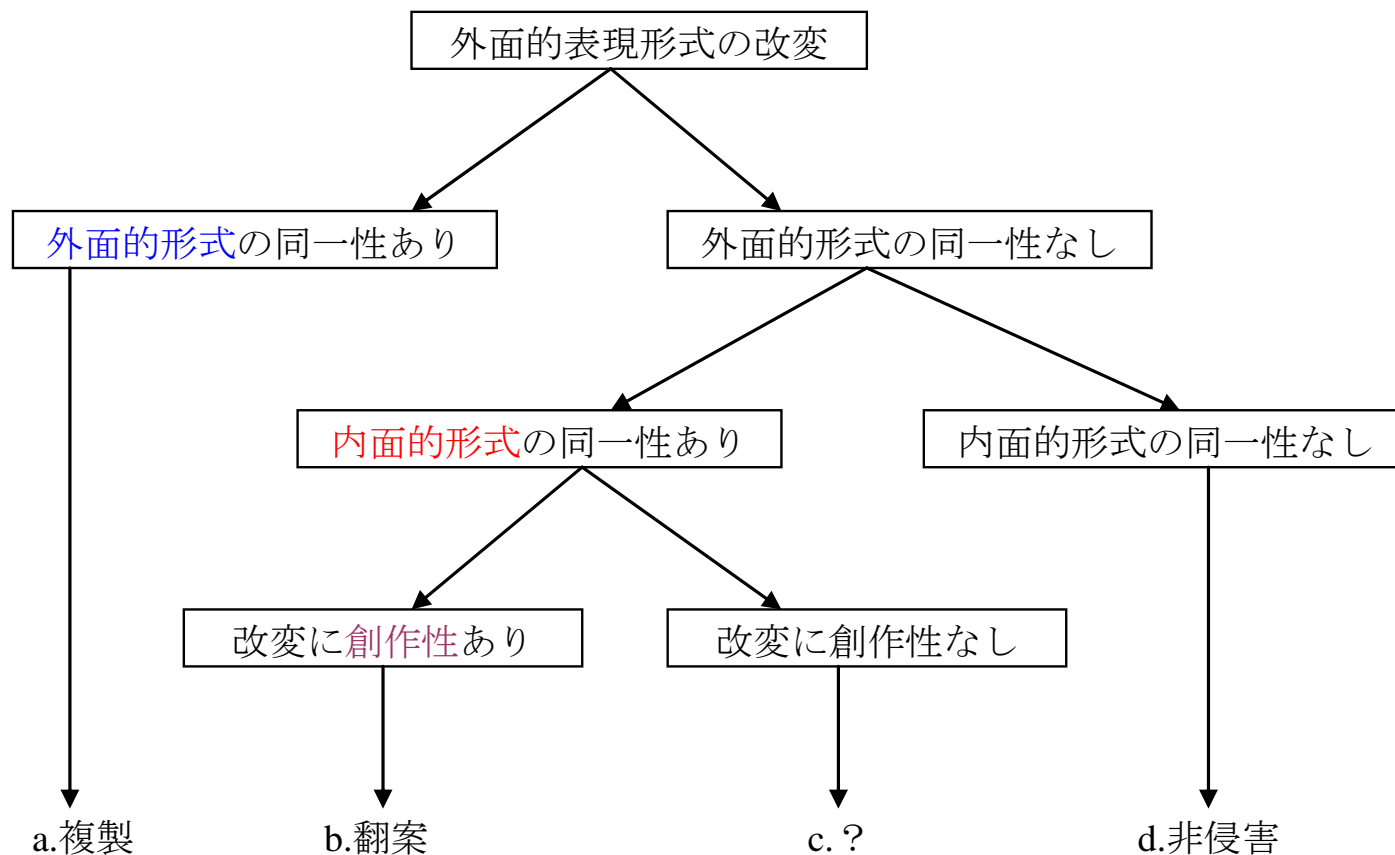 外面的表現形式の改変
外面的形式の同一性あり
外面的形式の同一性なし
内面的形式の同一性あり
内面的形式の同一性なし
改変に創作性あり
改変に創作性なし
a.複製
b.翻案
c.？
d.非侵害